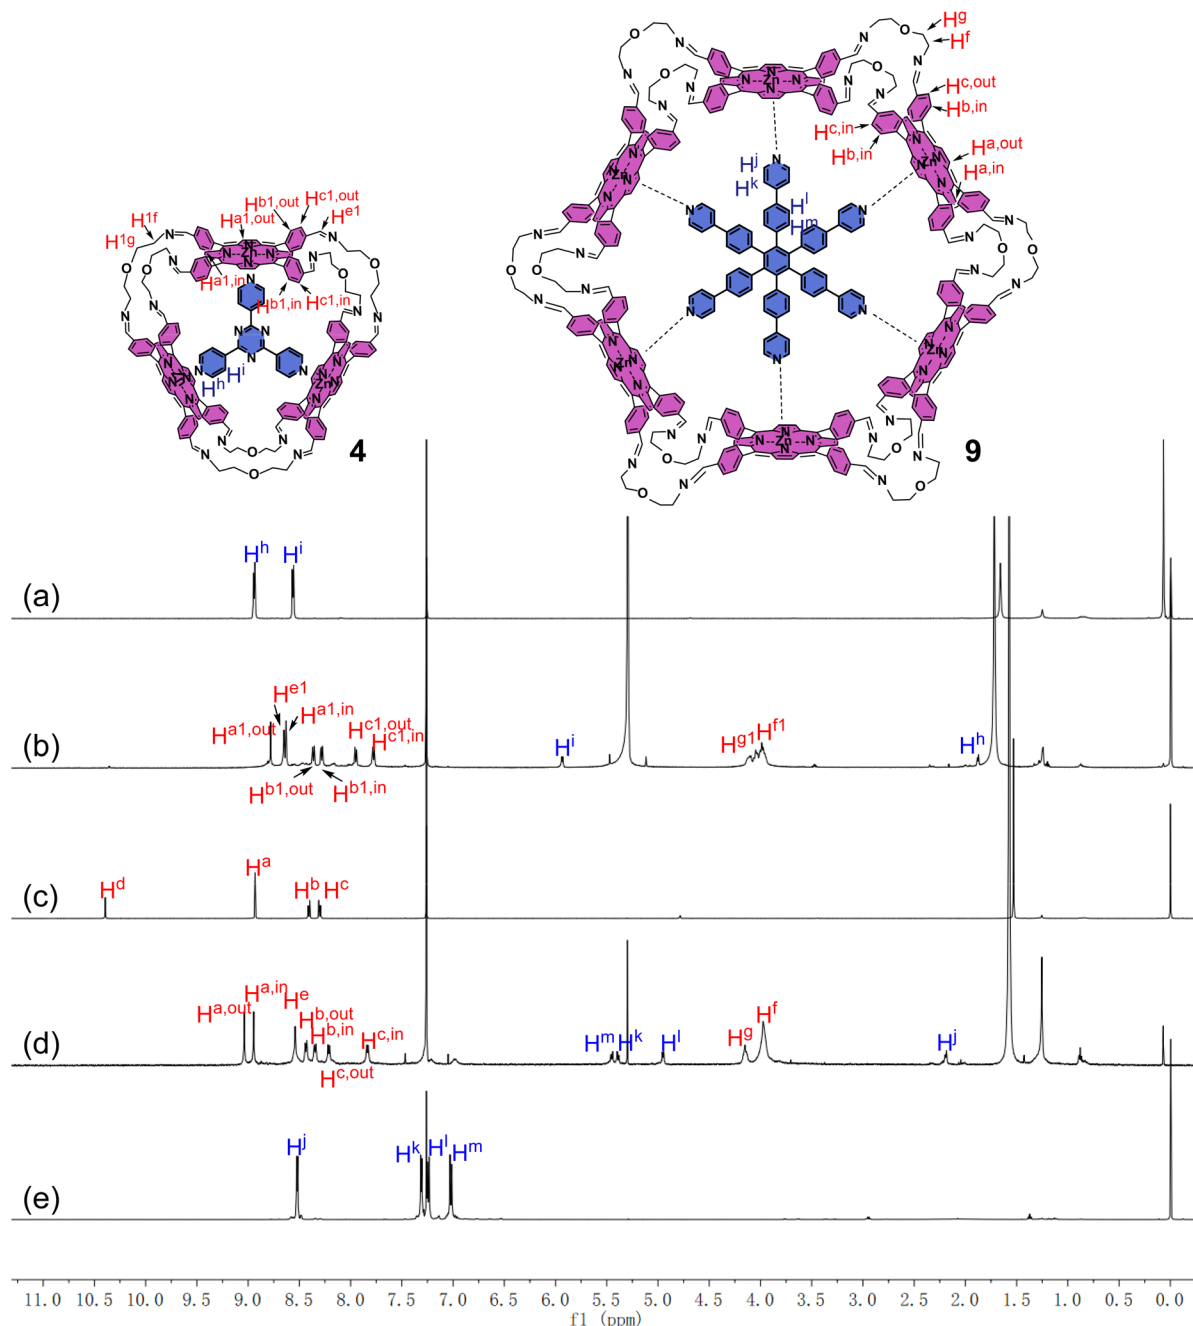 H^g
H^f
H^c,out
H^b,in
H^c,in
H^b,in
H^a,out
H^a,in
H^j
H^k
H^l
H^m
9
H^1f
H^1g
H^a1,out
H^b1,out
H^c1,out
H^e1
H^a1,in
H^b1,in
H^c1,in
H^h
H^i
4
(a)
H^h
H^i
(b)
H^a1,out
H^e1
H^a1,in
H^b1,out
H^b1,in
H^c1,out
H^c1,in
H^i
H^g1
H^f1
H^h
(c)
H^d
H^a
H^b
H^c
(d)
H^a,out
H^a,in
H^e
H^b,out
H^b,in
H^c,out
H^c,in
H^m
H^k
H^l
H^g
H^f
H^j
(e)
H^j
H^k
H^l
H^m
11.0 10.5 10.0 9.5 9.0 8.5 8.0 7.5 7.0 6.5 6.0 5.5 5.0 4.5 4.0 3.5 3.0 2.5 2.0 1.5 1.0 0.5 0.0
f1 (ppm)